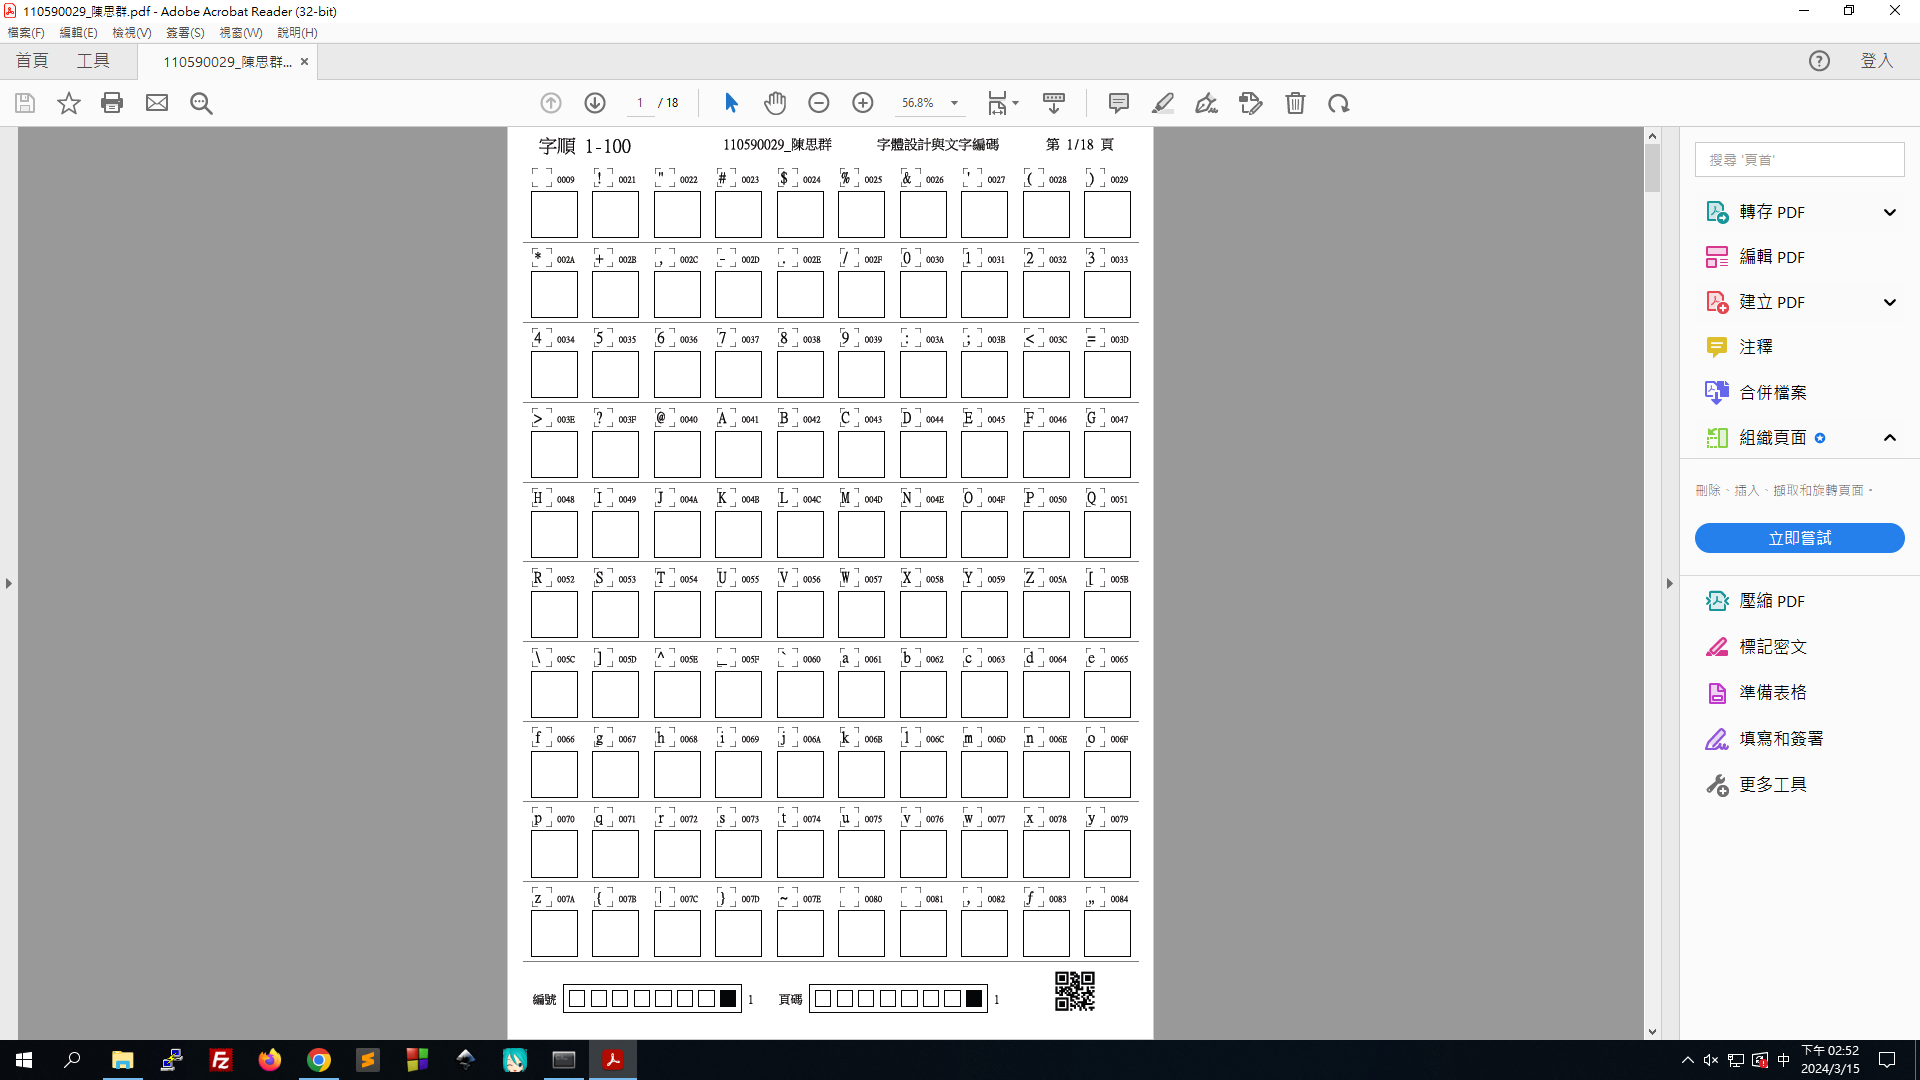 110590029_陳思群.pdf - Adobe Acrobat Reader (32-bit)
檔案(F) 編輯(E) 檢視(V) 簽署(S) 視窗(W) 說明(H)
首頁 工具 110590029_陳思群... × 登入
1 / 18 56.8%
字順 1-100 110590029_陳思群 字體設計與文字編碼 第 1/18 頁
0009 ! 0021 " 0022 # 0023 $ 0024 % 0025 & 0026 ' 0027 ( 0028 ) 0029
* 002A + 002B , 002C - 002D . 002E / 002F 0 0030 1 0031 2 0032 3 0033
4 0034 5 0035 6 0036 7 0037 8 0038 9 0039 : 003A ; 003B < 003C = 003D
> 003E ? 003F @ 0040 A 0041 B 0042 C 0043 D 0044 E 0045 F 0046 G 0047
H 0048 I 0049 J 004A K 004B L 004C M 004D N 004E O 004F P 0050 Q 0051
R 0052 S 0053 T 0054 U 0055 V 0056 W 0057 X 0058 Y 0059 Z 005A [ 005B
\ 005C ] 005D ^ 005E _ 005F ` 0060 a 0061 b 0062 c 0063 d 0064 e 0065
f 0066 g 0067 h 0068 i 0069 j 006A k 006B l 006C m 006D n 006E o 006F
p 0070 q 0071 r 0072 s 0073 t 0074 u 0075 v 0076 w 0077 x 0078 y 0079
z 007A { 007B | 007C } 007D ~ 007E 0080 0081 ‚ 0082 ƒ 0083 „ 0084
編號 1 頁碼 1
搜尋 '頁首'
轉存 PDF
編輯 PDF
建立 PDF
注釋
合併檔案
組織頁面
刪除、插入、擷取和旋轉頁面。
立即嘗試
壓縮 PDF
標記密文
準備表格
填寫和簽署
更多工具
中 下午 02:52
2024/3/15